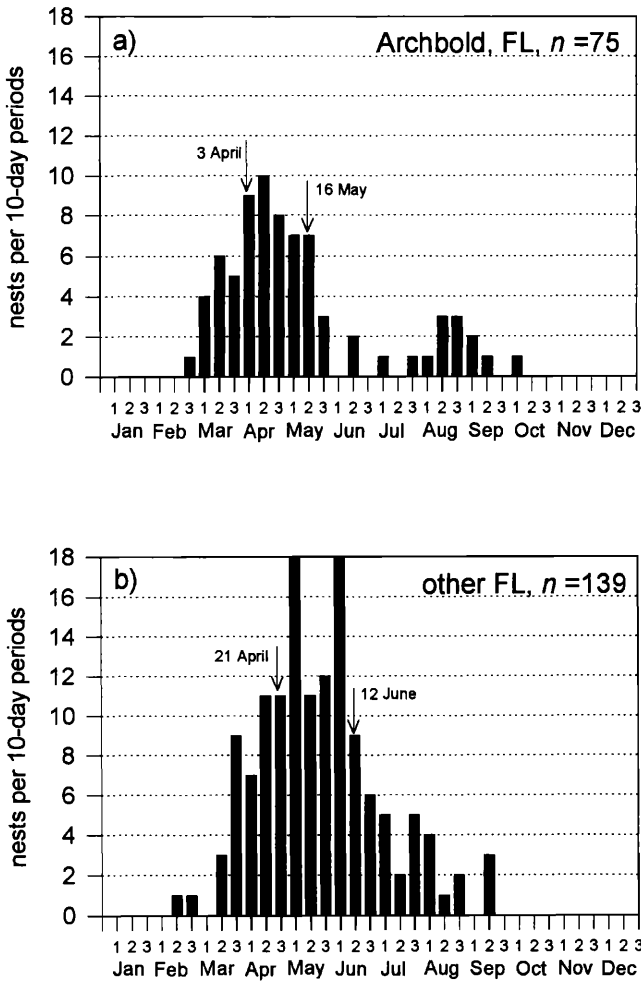 18
a)
Archbold, FL, n =75
16
14
12
3 April
10
16 May
8
6
4
2
0
nests per 10-day periods
1 2 3 1 2 3 1 2 3 1 2 3 1 2 3 1 2 3 1 2 3 1 2 3 1 2 3 1 2 3 1 2 3 1 2 3
Jan Feb Mar Apr May Jun Jul Aug Sep Oct Nov Dec
18
b)
other FL, n =139
16
14
21 April
12
12 June
10
8
6
4
2
0
nests per 10-day periods
1 2 3 1 2 3 1 2 3 1 2 3 1 2 3 1 2 3 1 2 3 1 2 3 1 2 3 1 2 3 1 2 3 1 2 3
Jan Feb Mar Apr May Jun Jul Aug Sep Oct Nov Dec